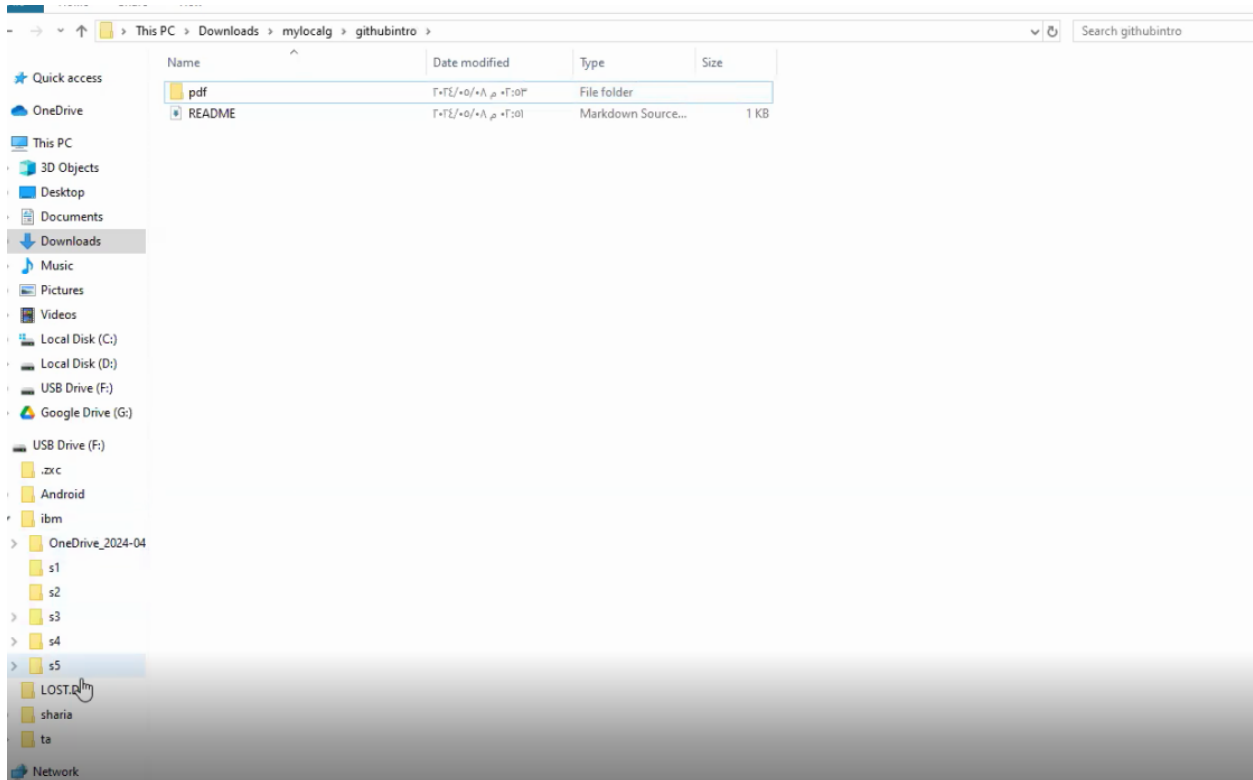 This PC > Downloads > mylocalg > githubintro >
Search githubintro
Name Date modified Type Size
pdf ٢٠٢٤/٠٥/٠٨ م ٠٢:٥٣ File folder
README ٢٠٢٤/٠٥/٠٨ م ٠٢:٥١ Markdown Source... 1 KB
Quick access
OneDrive
This PC
3D Objects
Desktop
Documents
Downloads
Music
Pictures
Videos
Local Disk (C:)
Local Disk (D:)
USB Drive (F:)
Google Drive (G:)
USB Drive (F:)
.zxc
Android
ibm
OneDrive_2024-04
s1
s2
s3
s4
s5
sharia
ta
Network